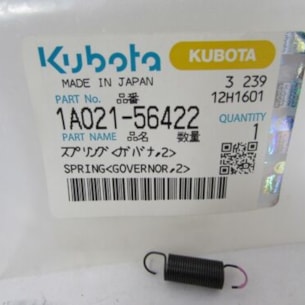 Kubota KUBOTA
MADE IN JAPAN 3 239
PART No. 品番 12H1601
1A021-56422
PART NAME 品名 数量 QUANTITY
スプリング<ガバナ,2> 1
SPRING<GOVERNOR,2>